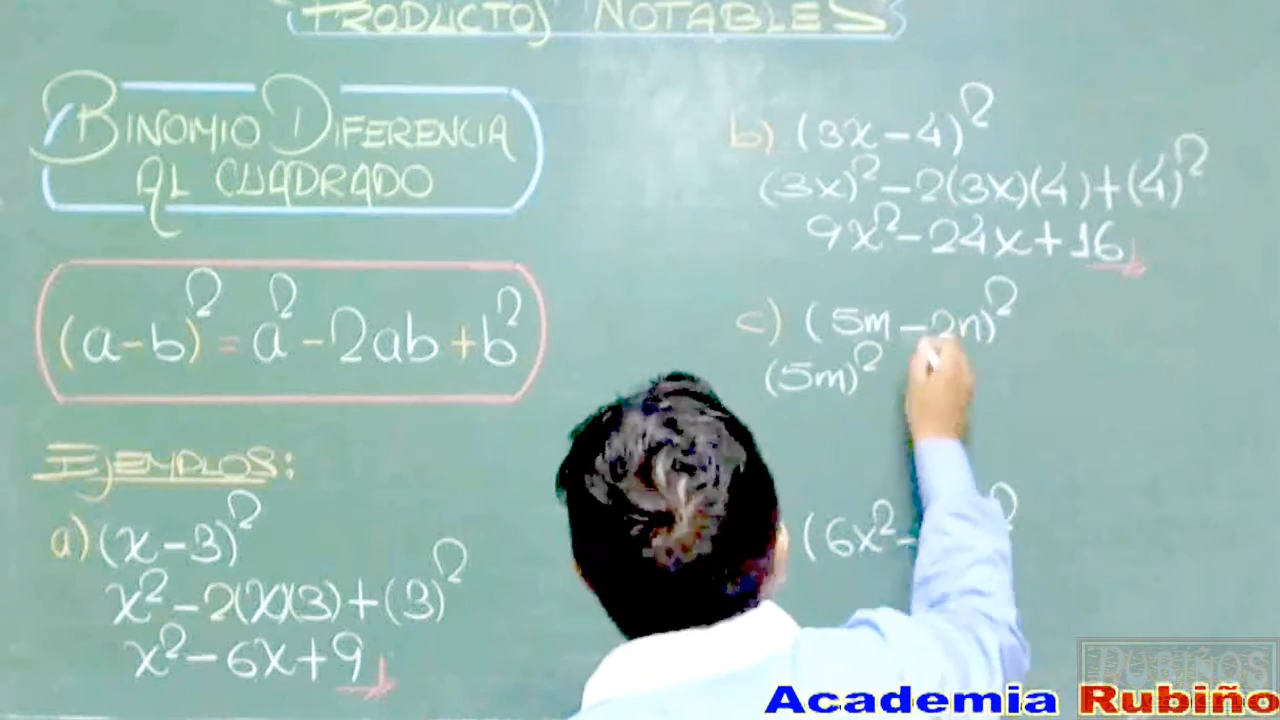 PRODUCTOS NOTABLES
BINOMIO DIFERENCIA
AL CUADRADO
(a-b)² = a² - 2ab + b²
EJEMPLOS:
a) (x-3)²
x² - 2(x)(3) + (3)²
x² - 6x + 9
b) (3x-4)²
(3x)² - 2(3x)(4) + (4)²
9x² - 24x + 16
c) (5m-2n)²
(5m)²
(6x²-
RUBIÑOS
Academia Rubiño